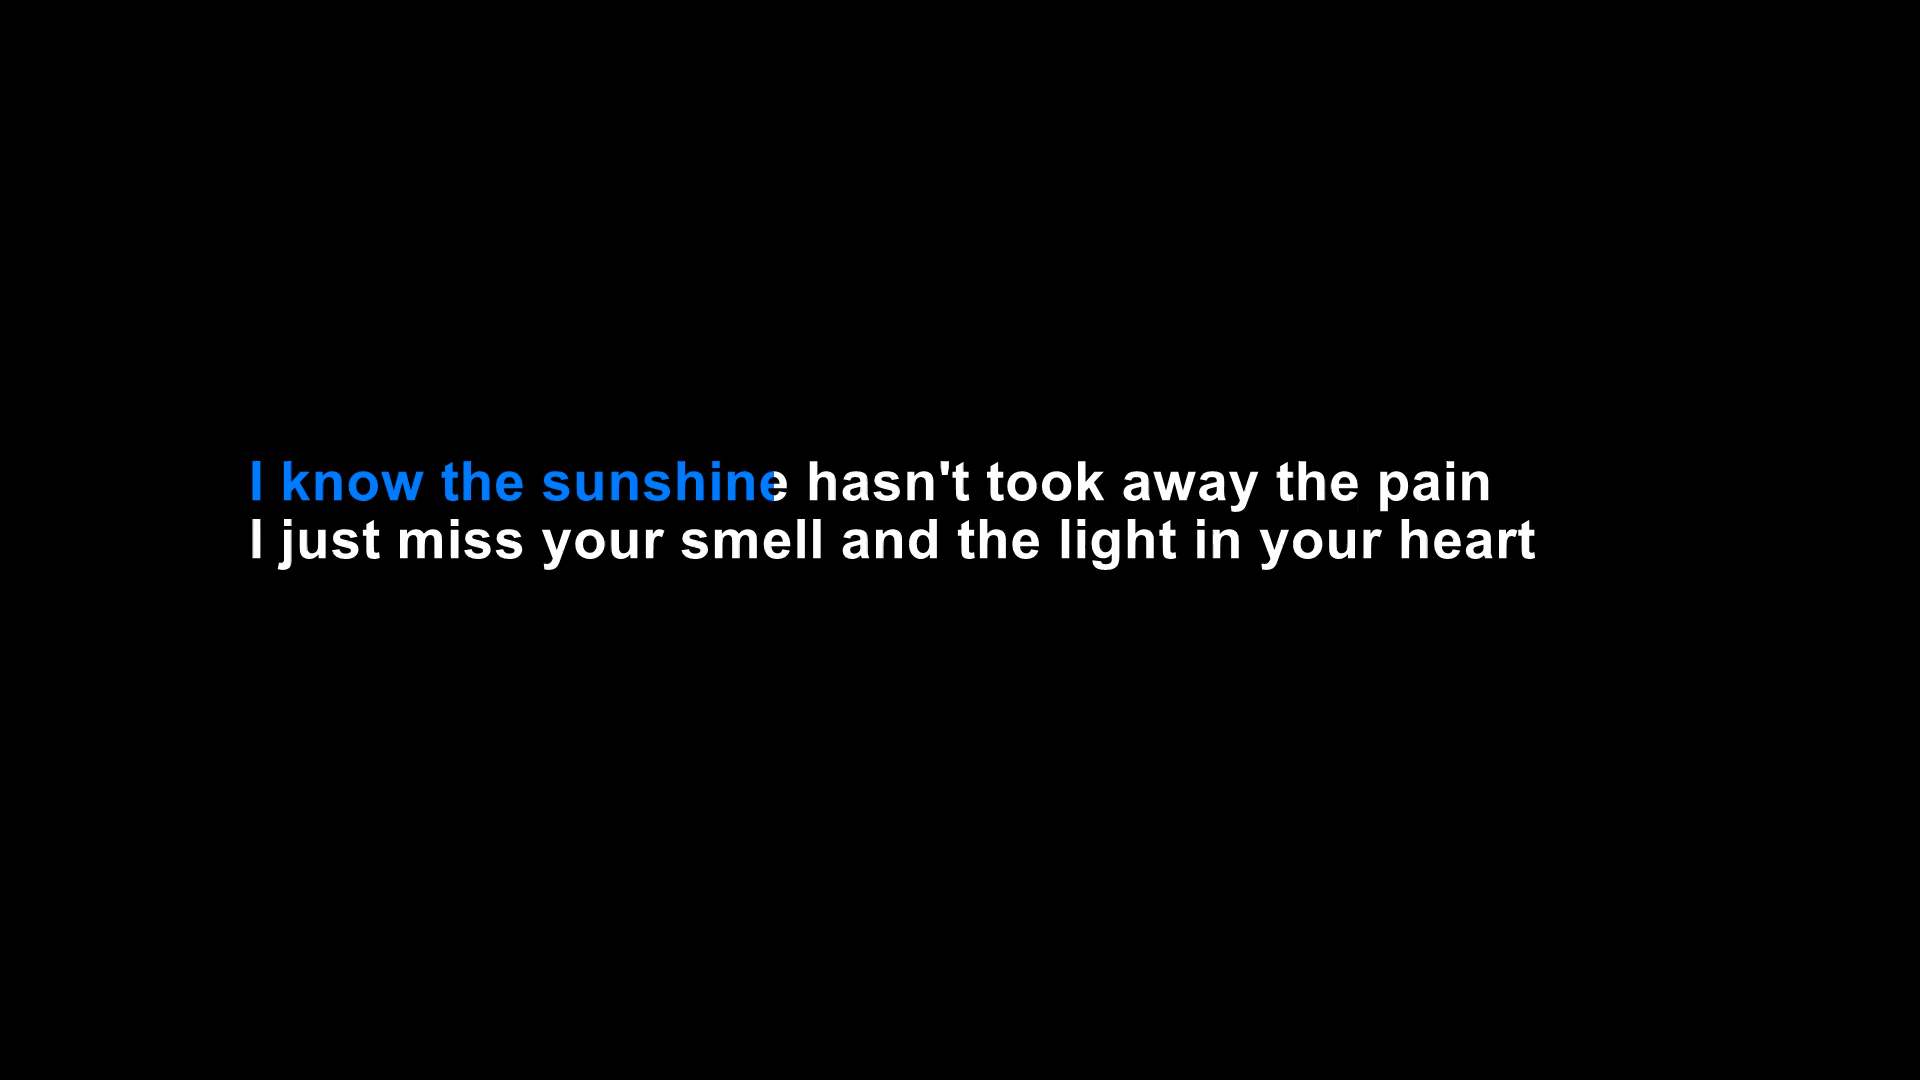 I know the sunshine hasn't took away the pain
I just miss your smell and the light in your heart